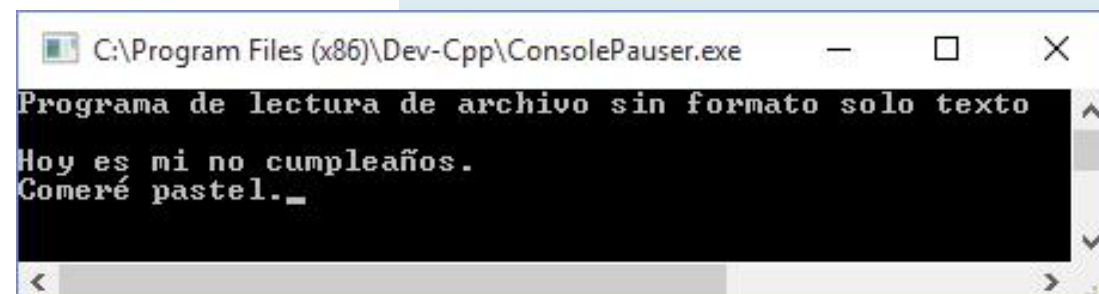 C:\Program Files (x86)\Dev-Cpp\ConsolePauser.exe
Programa de lectura de archivo sin formato solo texto
Hoy es mi no cumpleaños.
Comeré pastel._